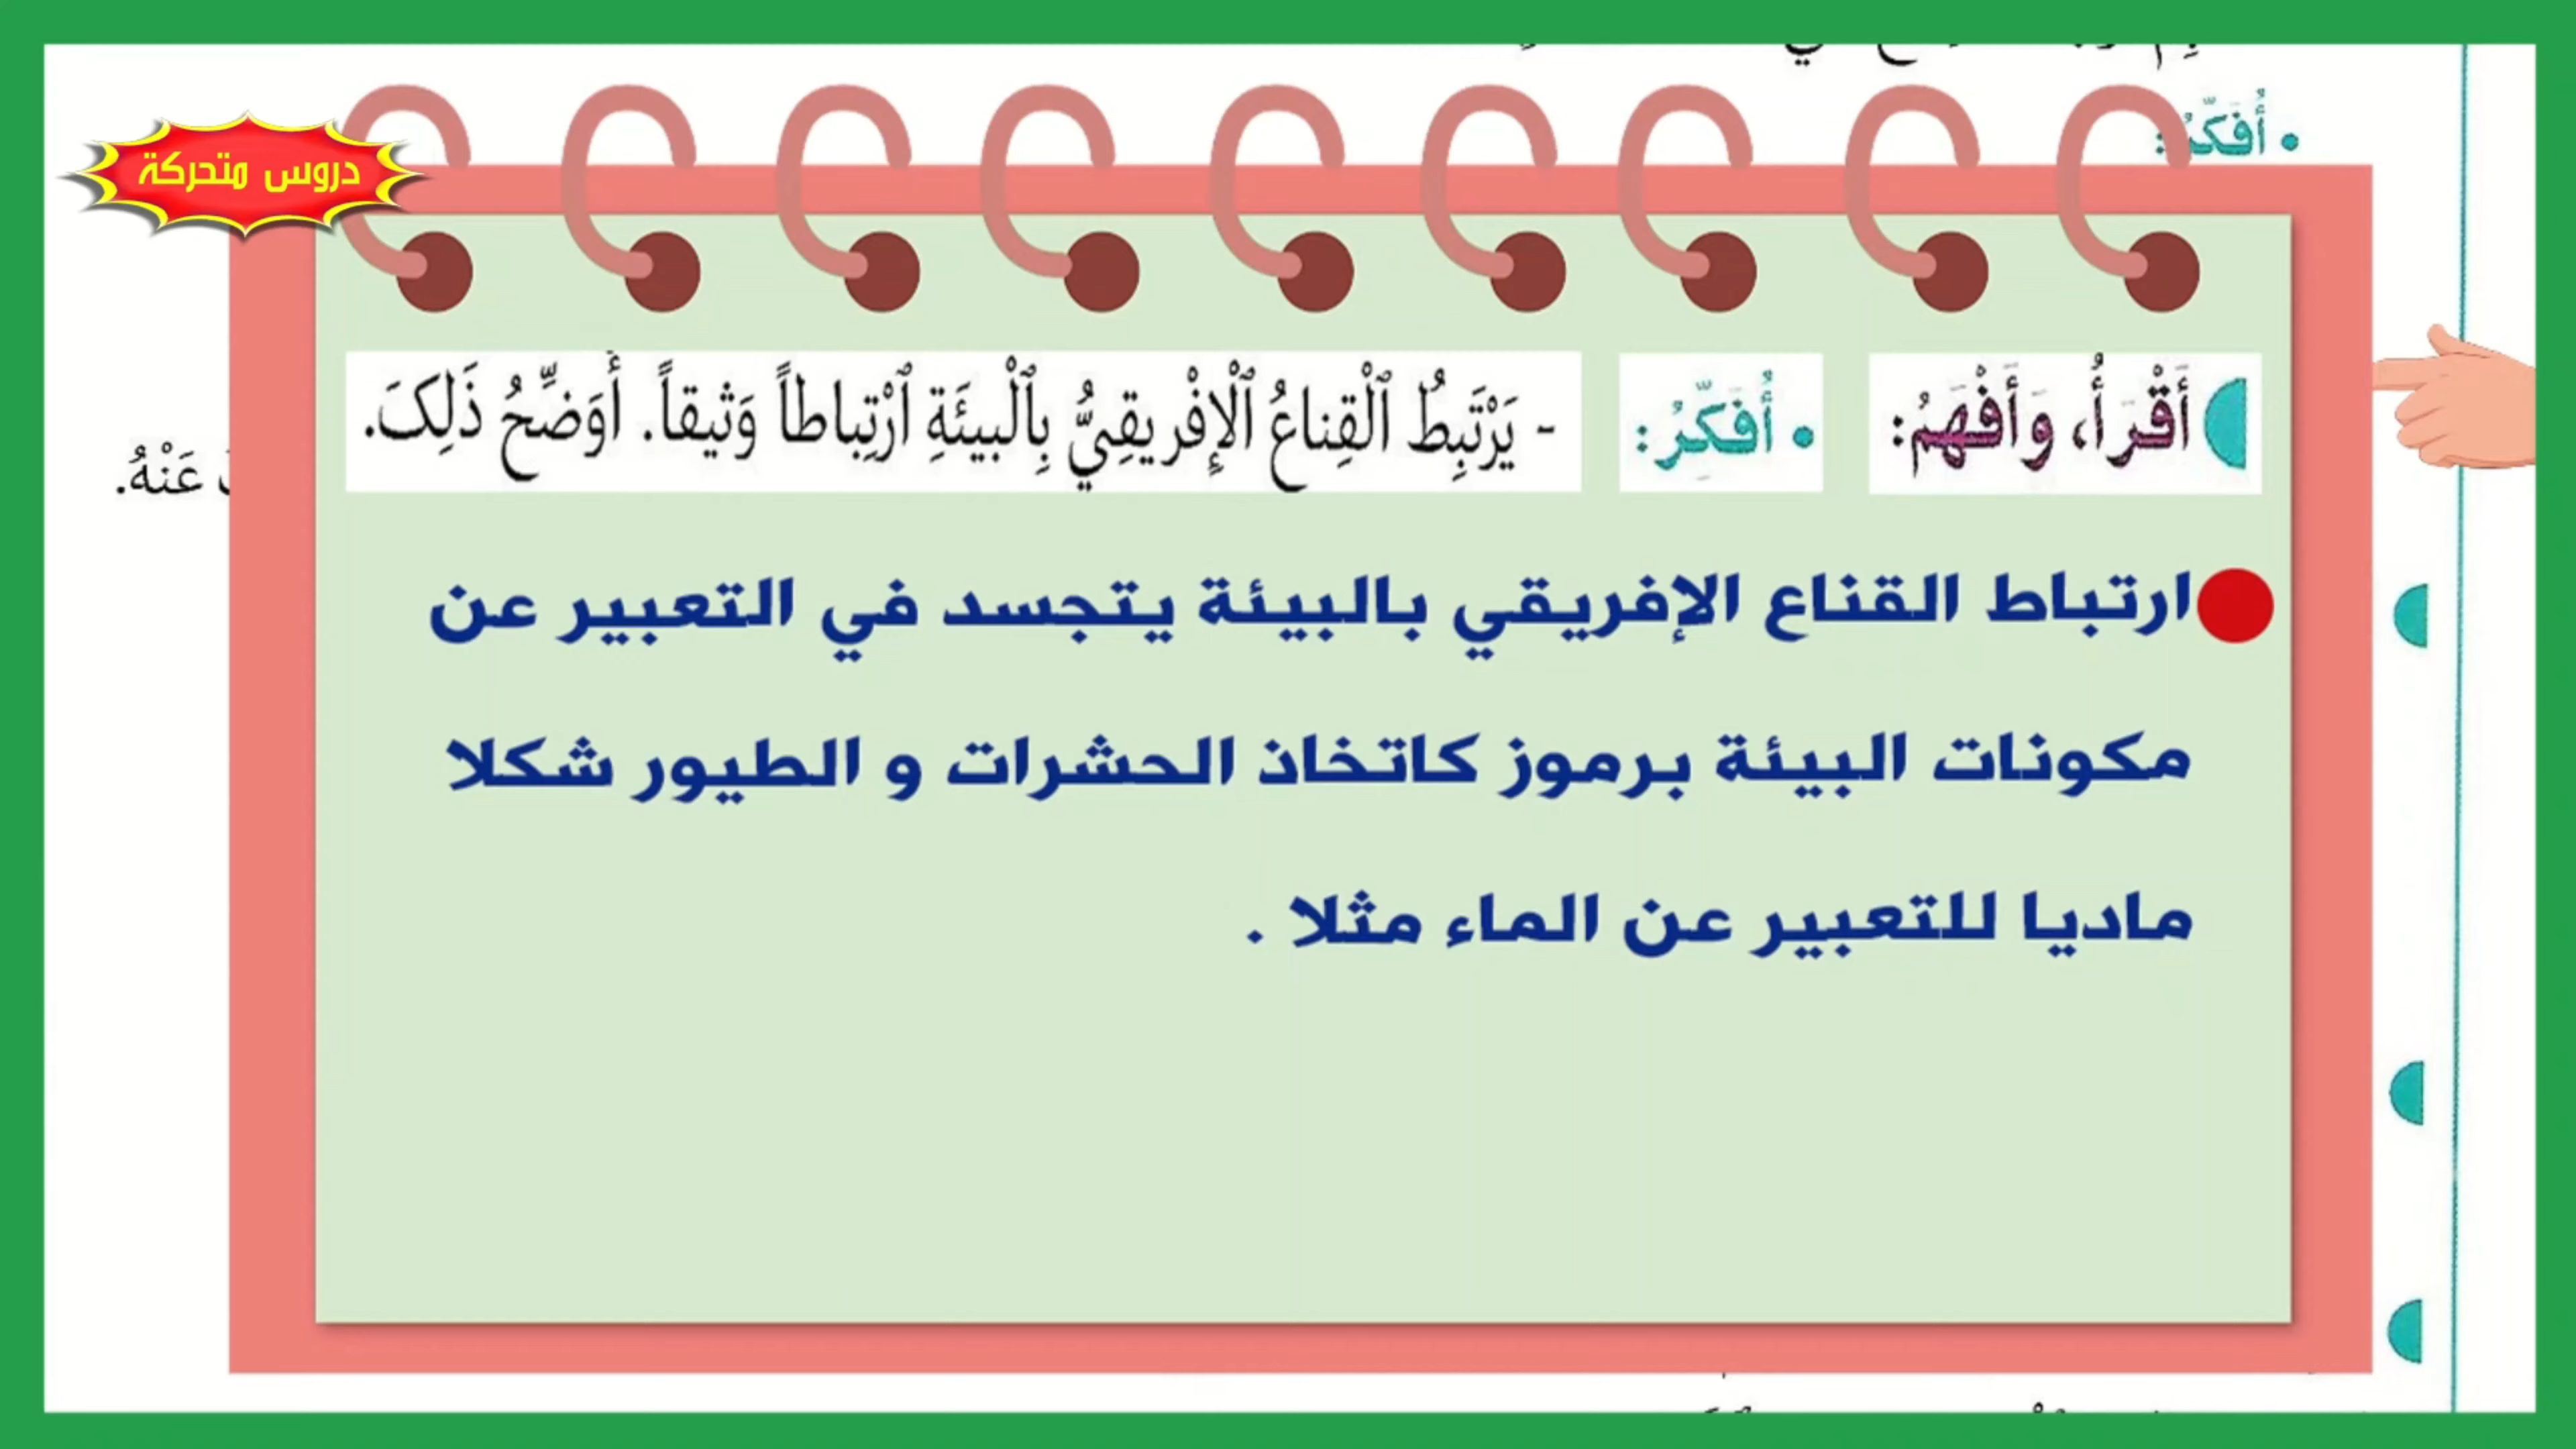 أُفَكِّرُ:
دروس متحركة
أَقْرَأُ، وَأَفْهَمُ: • أُفَكِّرُ: - يَرْتَبِطُ ٱلْقِناعُ ٱلْإِفْريقِيُّ بِٱلْبيئَةِ ٱرْتِباطاً وَثيقاً. أُوَضِّحُ ذَلِكَ.
عَنْهُ.
ارتباط القناع الإفريقي بالبيئة يتجسد في التعبير عن
مكونات البيئة برموز كاتخاذ الحشرات و الطيور شكلا
ماديا للتعبير عن الماء مثلا .